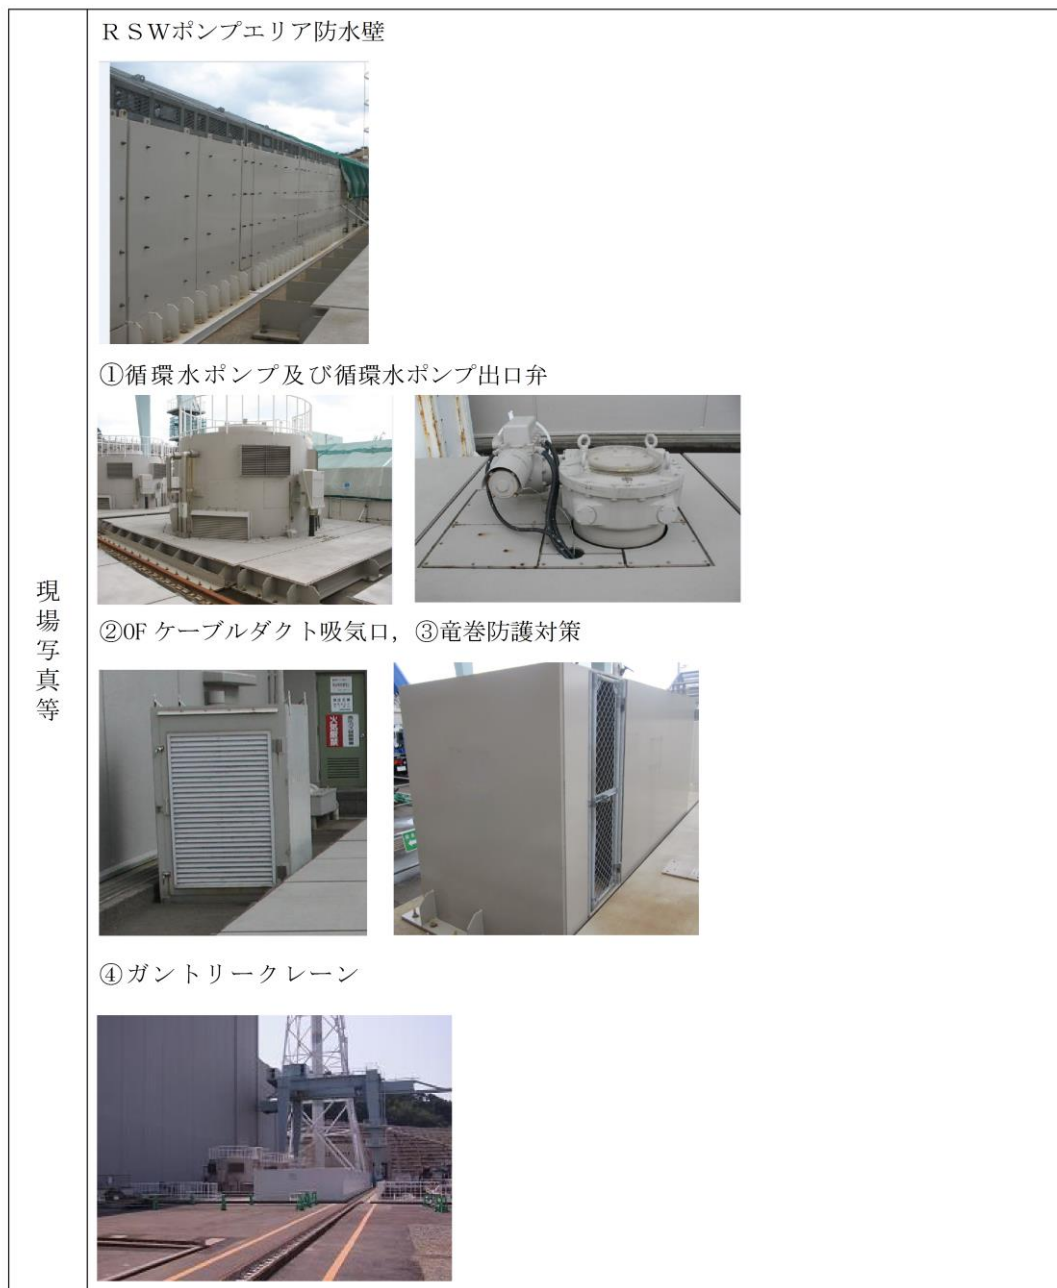 現場写真等
ＲＳＷポンプエリア防水壁
①循環水ポンプ及び循環水ポンプ出口弁
②OF ケーブルダクト吸気口，③竜巻防護対策
④ガントリークレーン